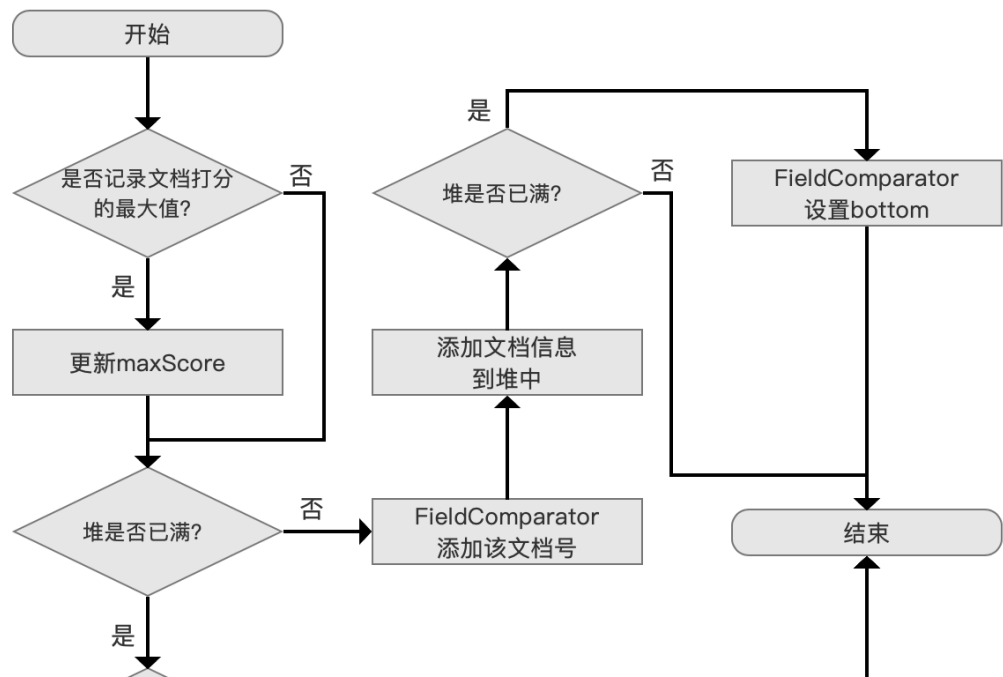 开始
是否记录文档打分
的最大值?
否
是
更新maxScore
堆是否已满?
否
是
FieldComparator
添加该文档号
添加文档信息
到堆中
堆是否已满?
是
否
FieldComparator
设置bottom
结束